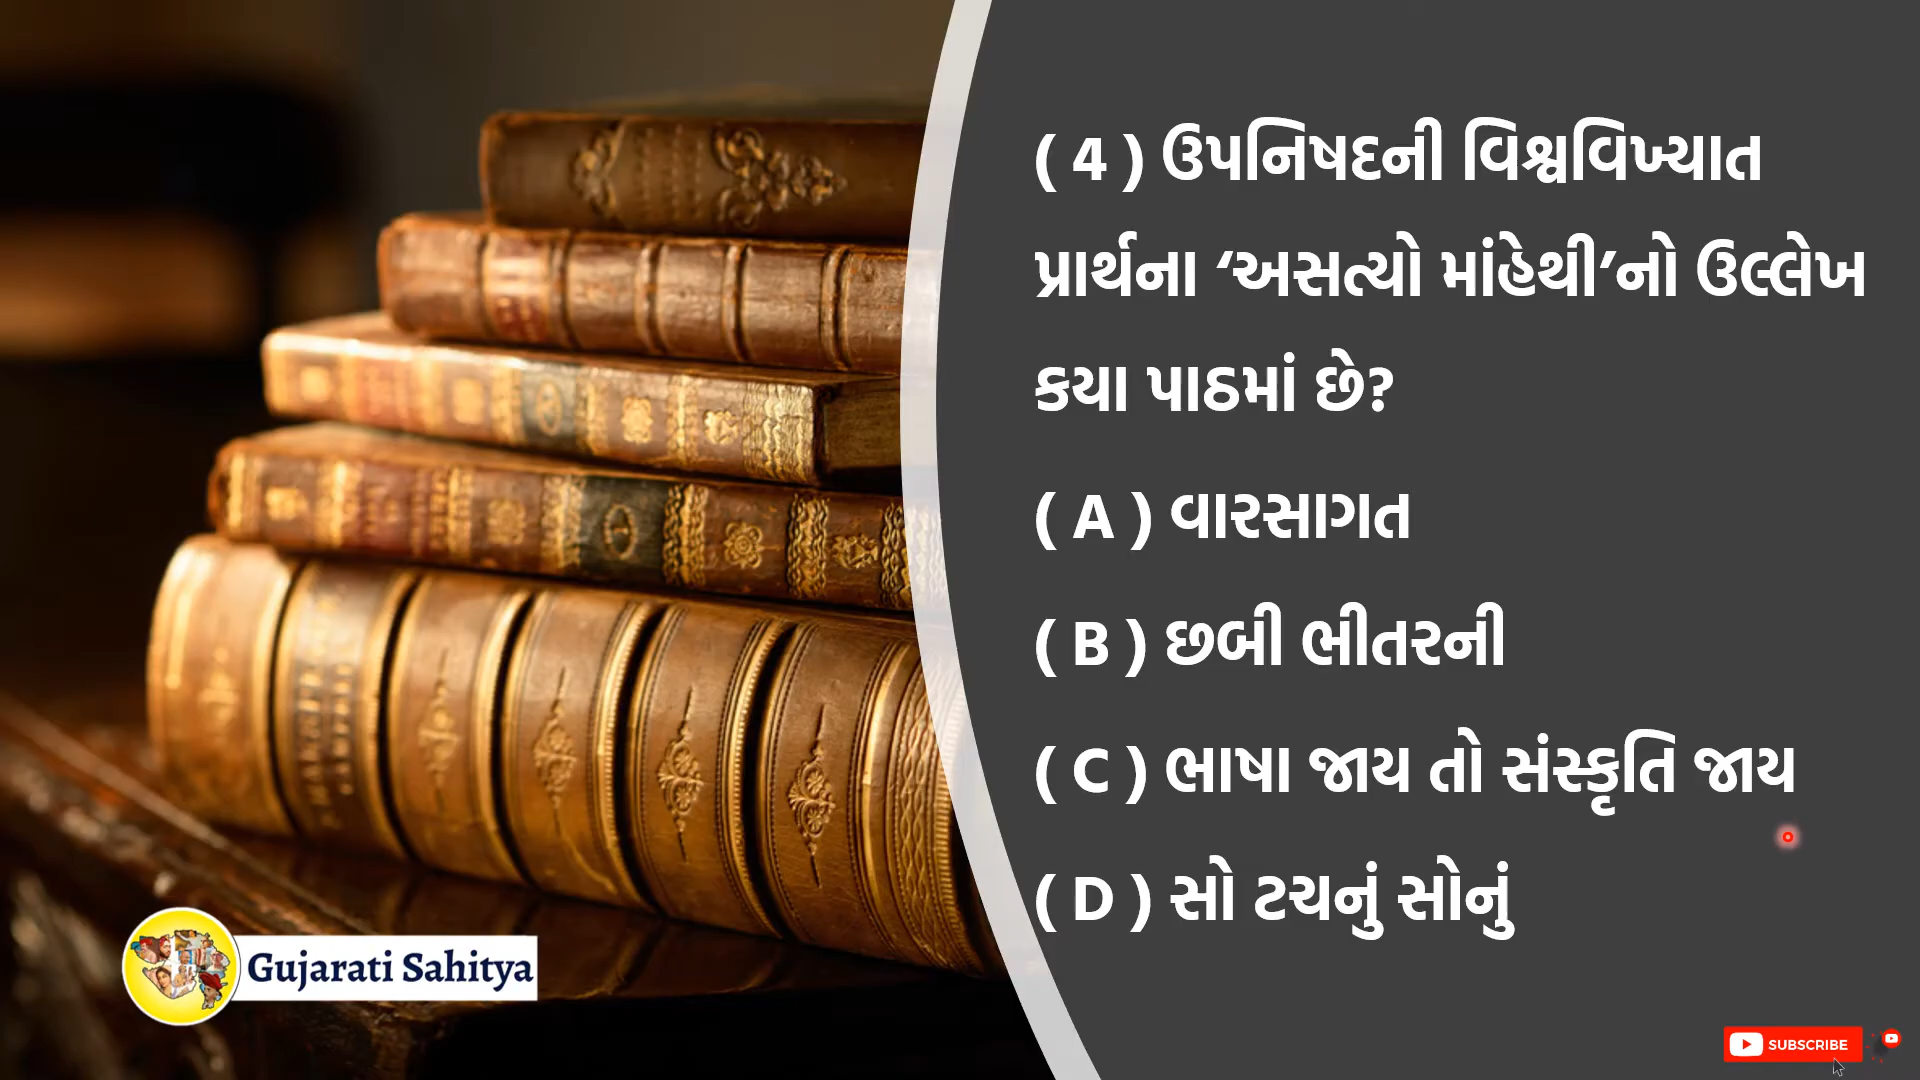 ( 4 ) ઉપનિષદની વિશ્વવિખ્યાત
પ્રાર્થના ‘અસત્યો માંહેથી’નો ઉલ્લેખ
કયા પાઠમાં છે?
( A ) વારસાગત
( B ) છબી ભીતરની
( C ) ભાષા જાય તો સંસ્કૃતિ જાય
( D ) સો ટચનું સોનું
Gujarati Sahitya
SUBSCRIBE